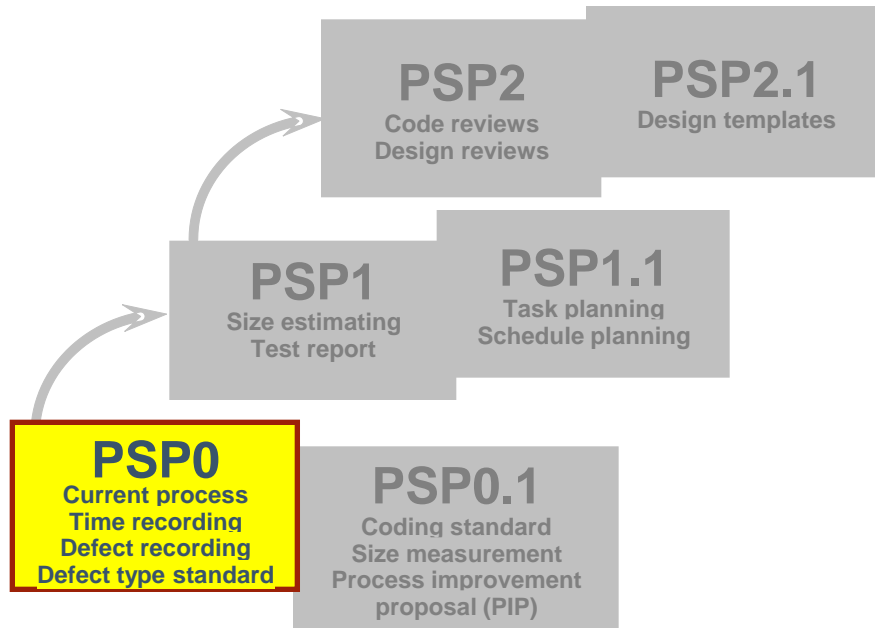 PSP2
Code reviews
Design reviews
PSP2.1
Design templates
PSP1
Size estimating
Test report
PSP1.1
Task planning
Schedule planning
PSP0
Current process
Time recording
Defect recording
Defect type standard
PSP0.1
Coding standard
Size measurement
Process improvement
proposal (PIP)